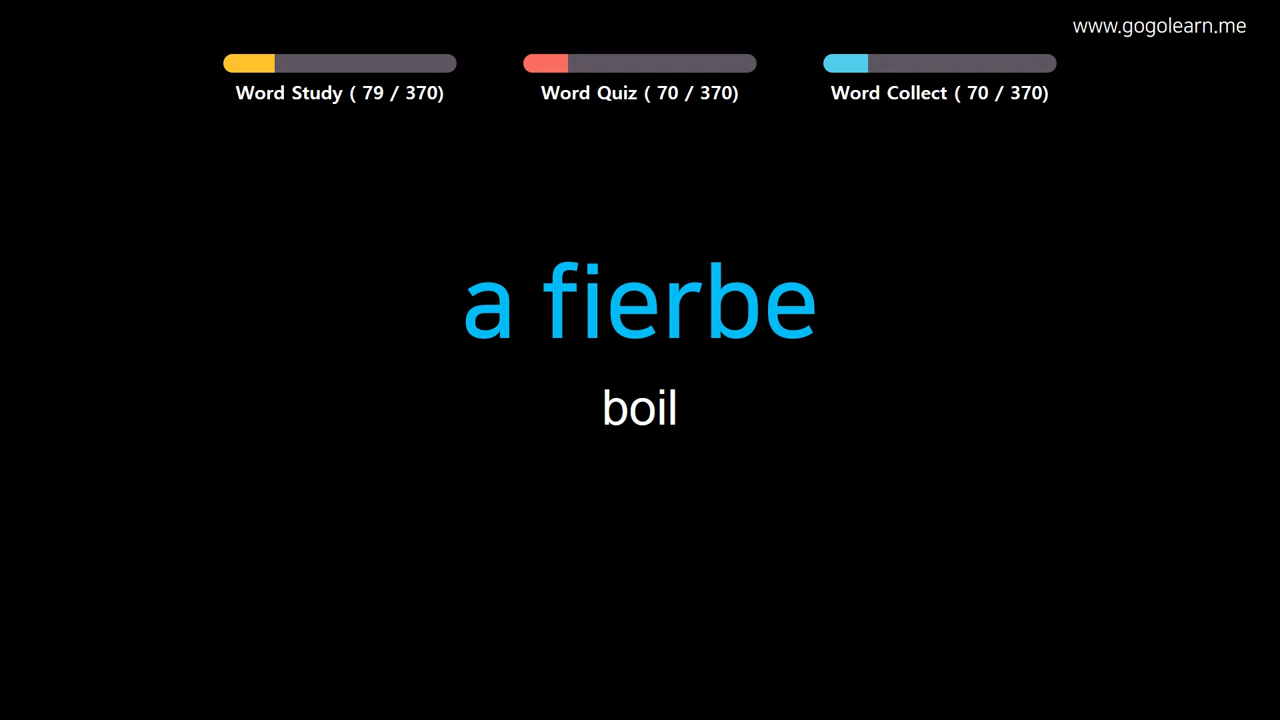 www.gogolearn.me
Word Study ( 79 / 370)
Word Quiz ( 70 / 370)
Word Collect ( 70 / 370)
a fierbe
boil